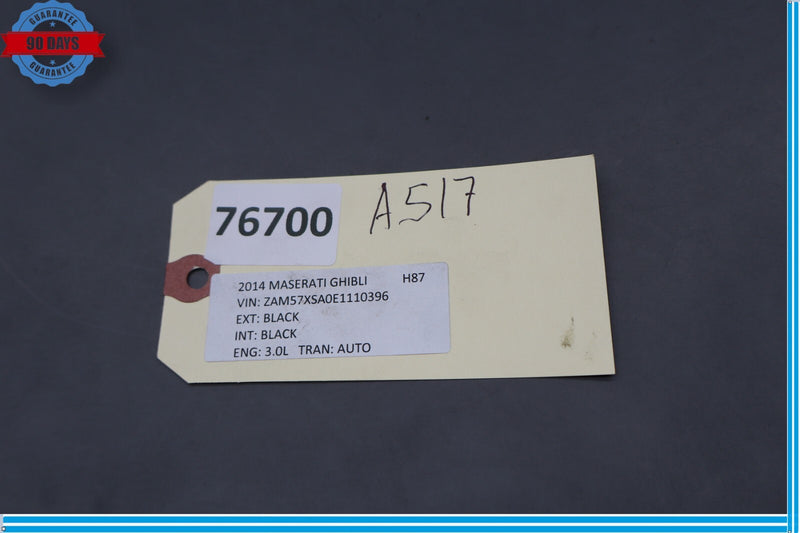 GUARANTEE
90 DAYS
GUARANTEE
76700
A517
2014 MASERATI GHIBLI H87
VIN: ZAM57XSA0E1110396
EXT: BLACK
INT: BLACK
ENG: 3.0L TRAN: AUTO